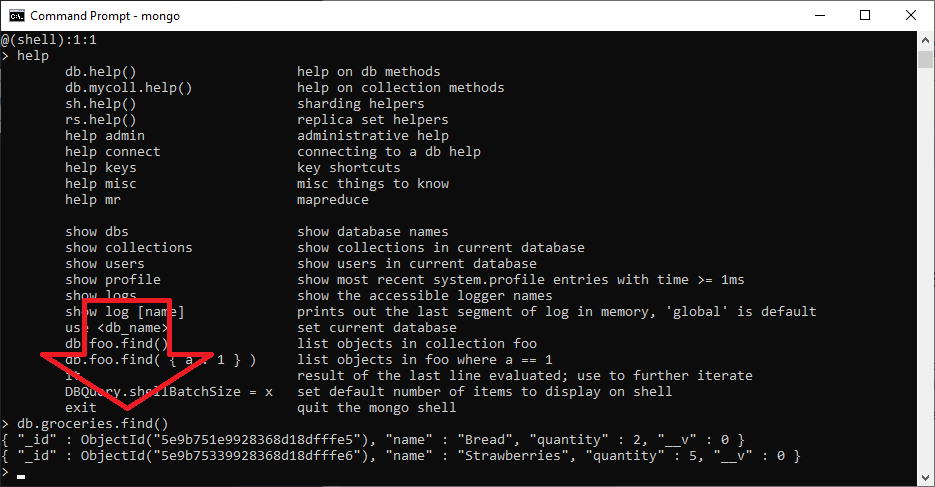 Command Prompt - mongo
@(shell):1:1
> help
db.help() help on db methods
db.mycoll.help() help on collection methods
sh.help() sharding helpers
rs.help() replica set helpers
help admin administrative help
help connect connecting to a db help
help keys key shortcuts
help misc misc things to know
help mr mapreduce
show dbs show database names
show collections show collections in current database
show users show users in current database
show profile show most recent system.profile entries with time >= 1ms
show logs show the accessible logger names
show log [name] prints out the last segment of log in memory, 'global' is default
use <db_name> set current database
db.foo.find() list objects in collection foo
db.foo.find( { a : 1 } ) list objects in foo where a == 1
it result of the last line evaluated; use to further iterate
DBQuery.shellBatchSize = x set default number of items to display on shell
exit quit the mongo shell
> db.groceries.find()
{ "_id" : ObjectId("5e9b751e9928368d18dfffe5"), "name" : "Bread", "quantity" : 2, "__v" : 0 }
{ "_id" : ObjectId("5e9b75339928368d18dfffe6"), "name" : "Strawberries", "quantity" : 5, "__v" : 0 }
>